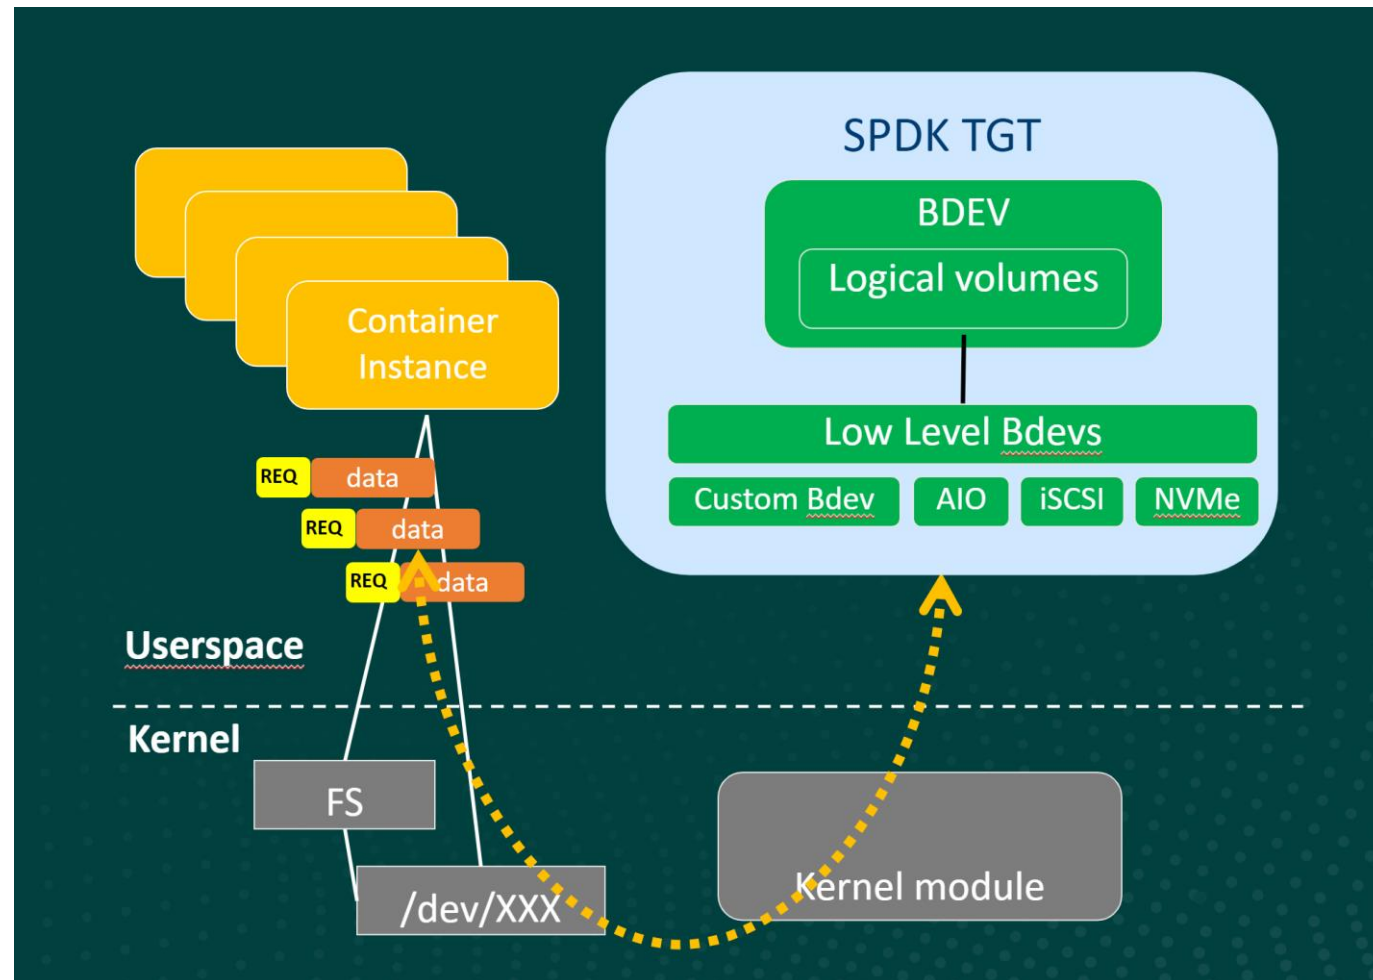 SPDK TGT
BDEV
Logical volumes
Container
Instance
Low Level Bdevs
Custom Bdev
AIO
iSCSI
NVMe
REQ
data
REQ
data
REQ
data
Userspace
Kernel
FS
/dev/XXX
Kernel module